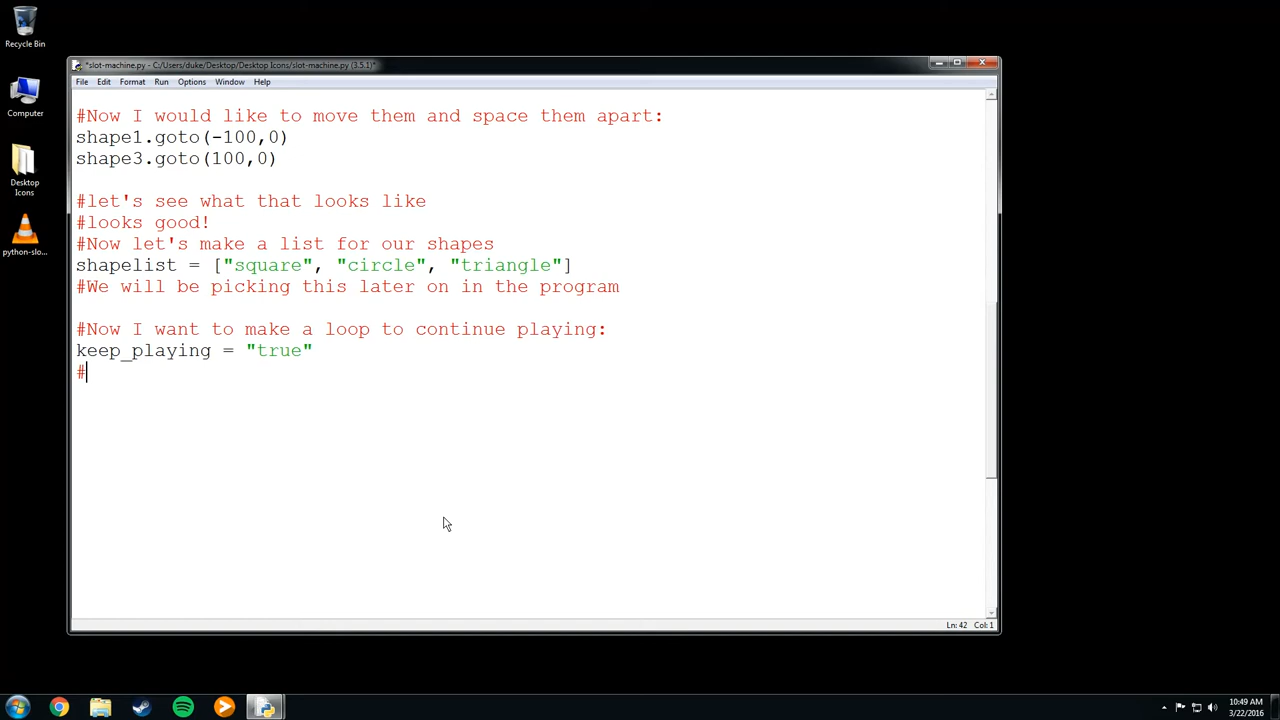 Recycle Bin
Computer
Desktop
Icons
python-slo...
*slot-machine.py - C:/Users/duke/Desktop/Desktop Icons/slot-machine.py (3.5.1)*
File Edit Format Run Options Window Help
#Now I would like to move them and space them apart:
shape1.goto(-100,0)
shape3.goto(100,0)
#let's see what that looks like
#looks good!
#Now let's make a list for our shapes
shapelist = ["square", "circle", "triangle"]
#We will be picking this later on in the program
#Now I want to make a loop to continue playing:
keep_playing = "true"
#
Ln: 42 Col: 1
10:49 AM
3/22/2016